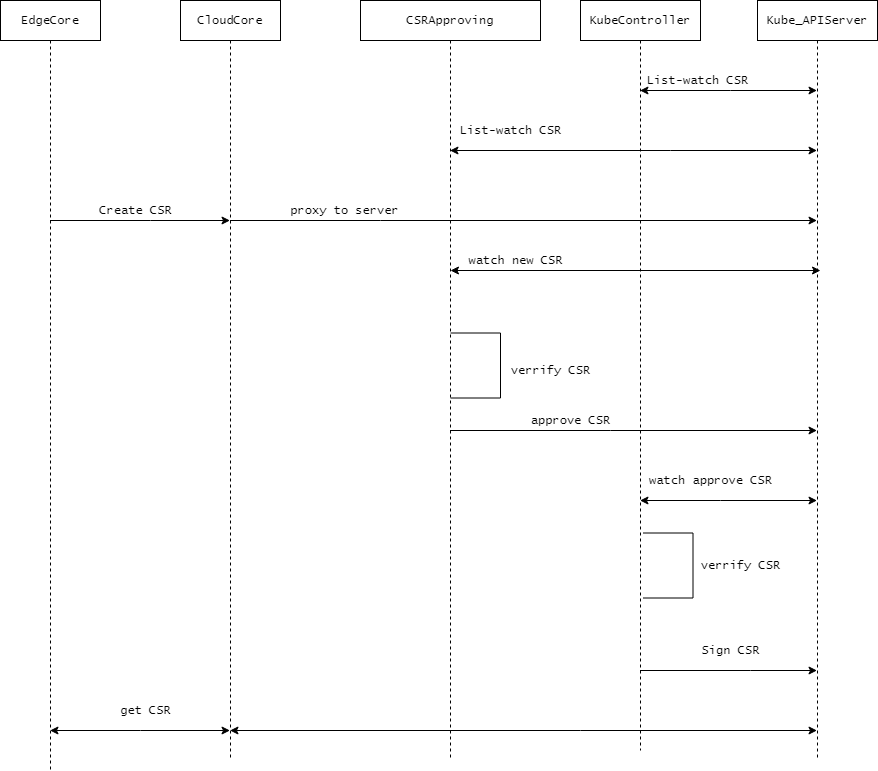 EdgeCore
CloudCore
CSRApproving
KubeController
Kube_APIServer
List-watch CSR
List-watch CSR
Create CSR
proxy to server
watch new CSR
verrify CSR
approve CSR
watch approve CSR
verrify CSR
Sign CSR
get CSR